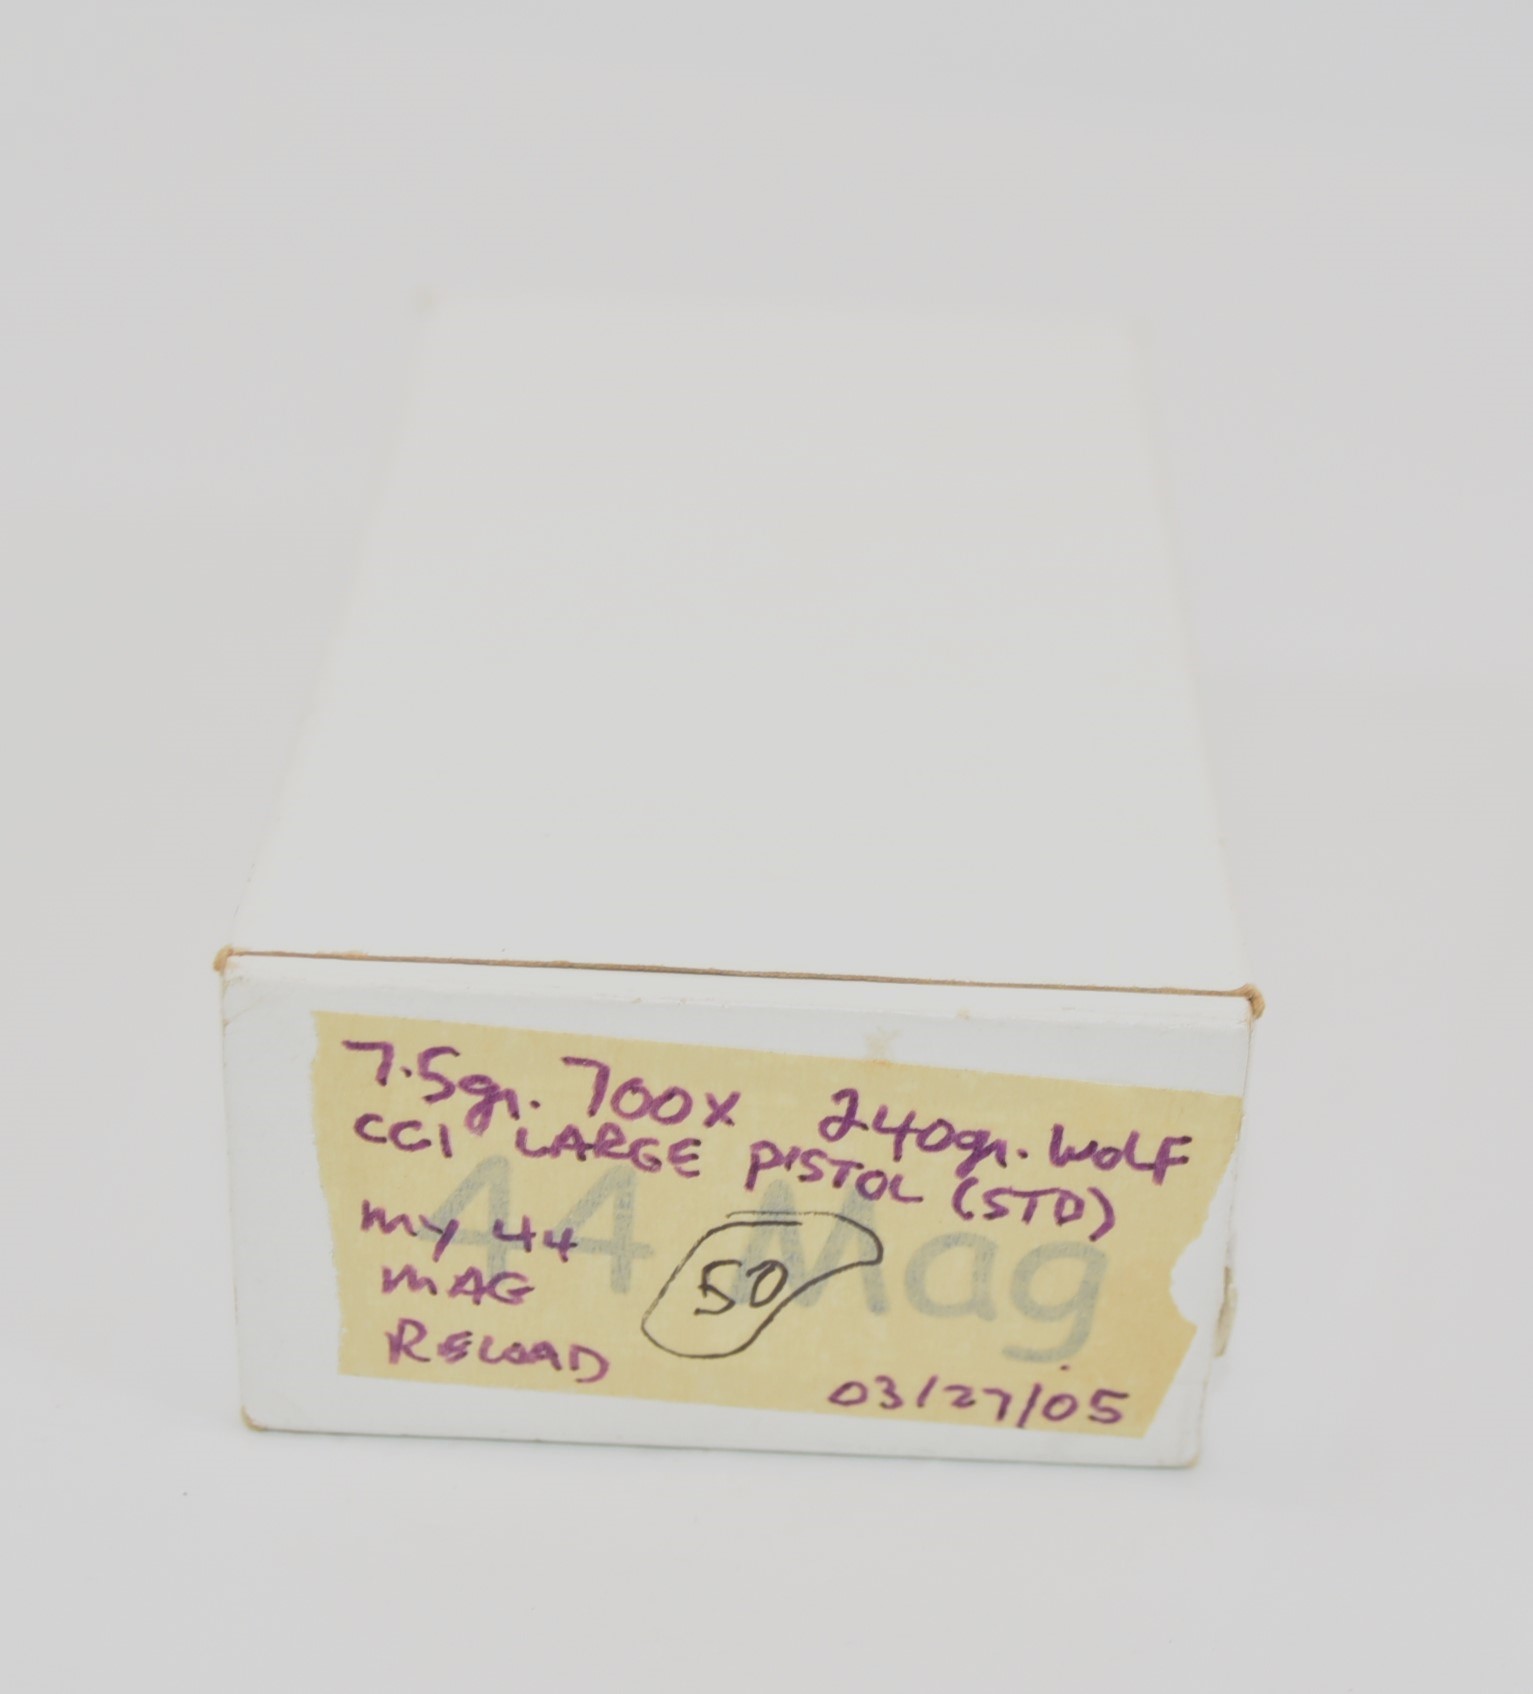 7.5gr. 700X 240gr. WOLF
CCI LARGE PISTOL (STD)
44 Mag
MY 44
MAG
RELOAD
50
03/27/05